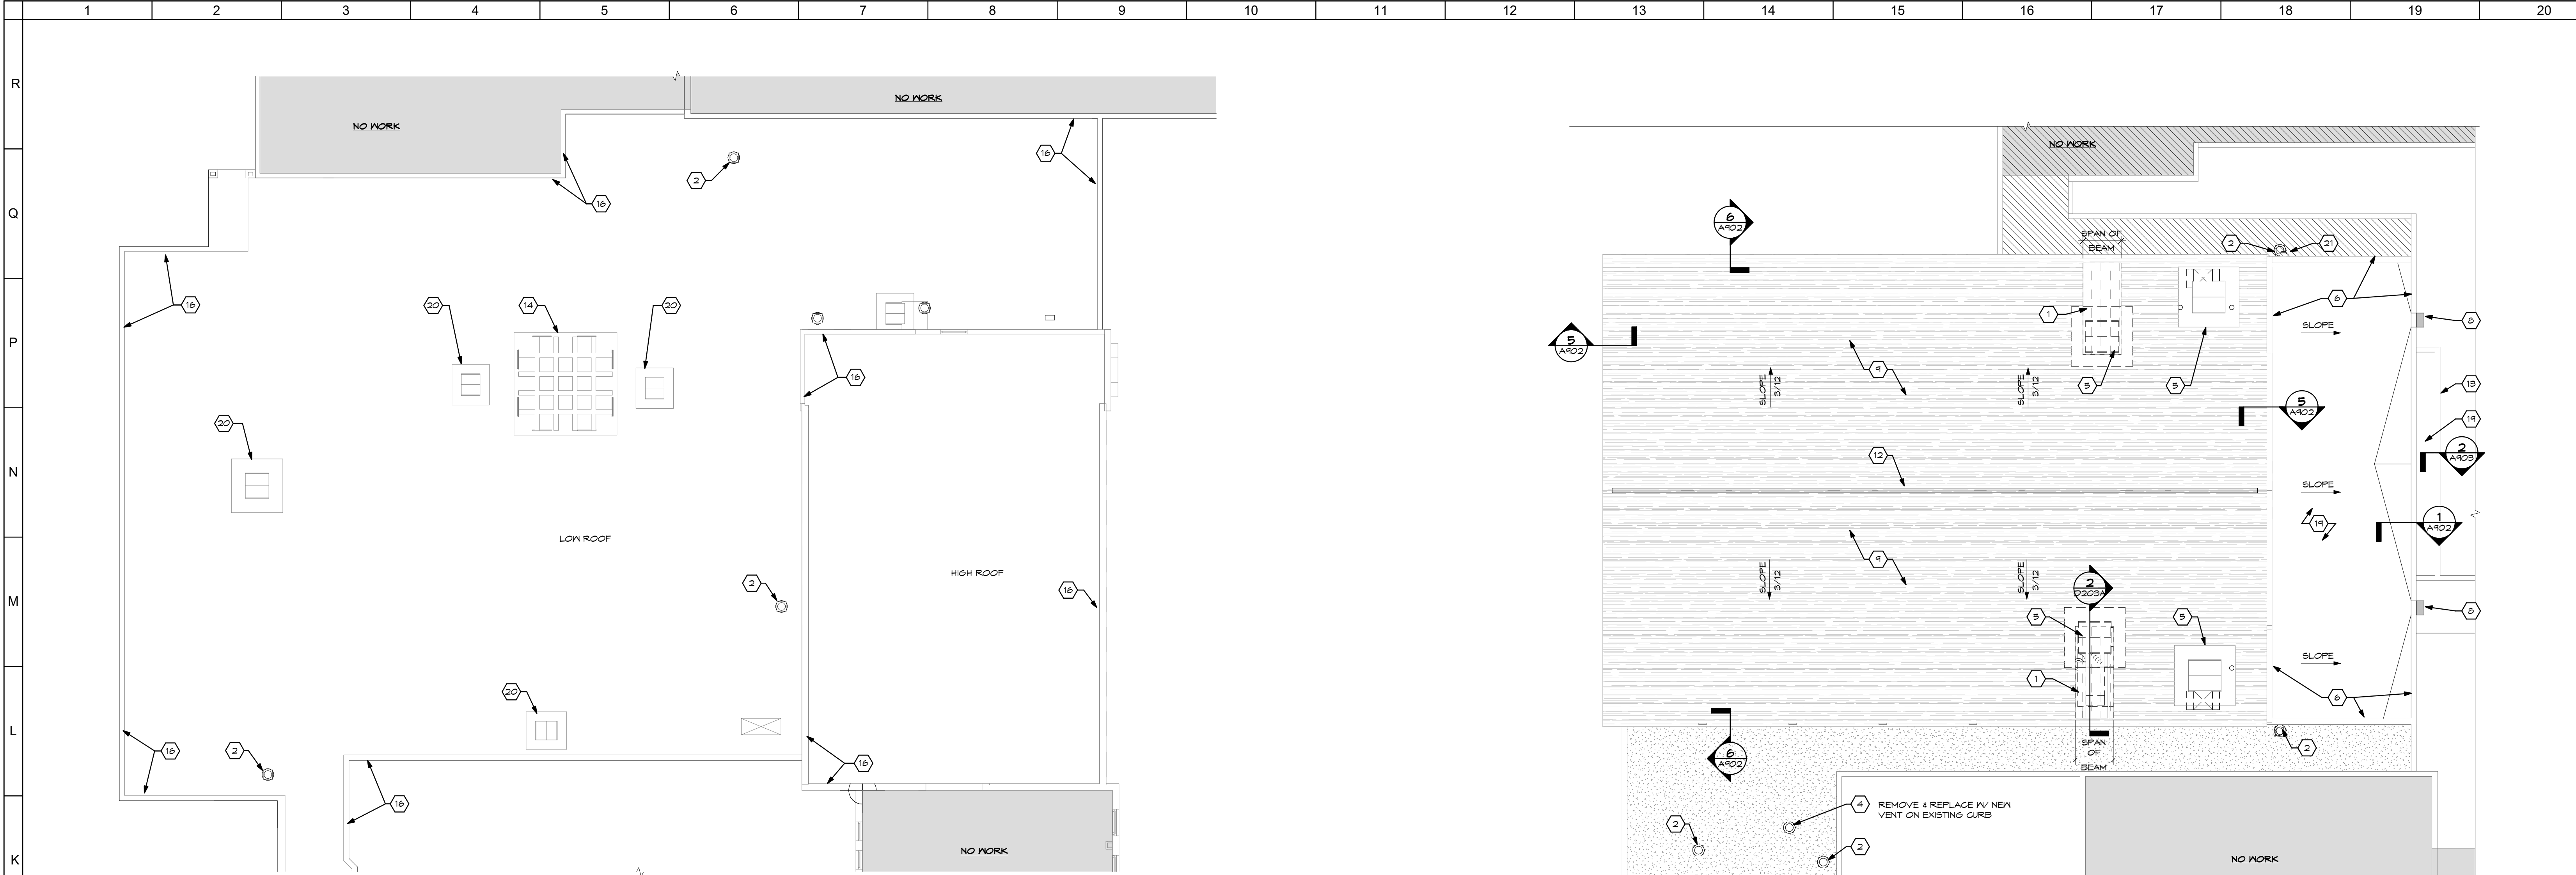 1 2 3 4 5 6 7 8 9 10 11 12 13 14 15 16 17 18 19 20
R
NO WORK
NO WORK
16
2
16
NO WORK
Q
6
A902
SPAN OF
BEAM
2
21
16
20
14
20
1
6
8
SLOPE
P
5
A902
16
9
SLOPE
3/12
SLOPE
3/12
5
5
13
5
A902
19
20
12
2
A903
N
SLOPE
19
1
A902
LOW ROOF
HIGH ROOF
9
SLOPE
3/12
SLOPE
3/12
2
D203A
M
2
16
5
5
8
SLOPE
20
1
6
L
16
2
16
6
A902
SPAN
OF
BEAM
2
16
4
REMOVE & REPLACE W/ NEW
VENT ON EXISTING CURB
2
2
K
NO WORK
NO WORK